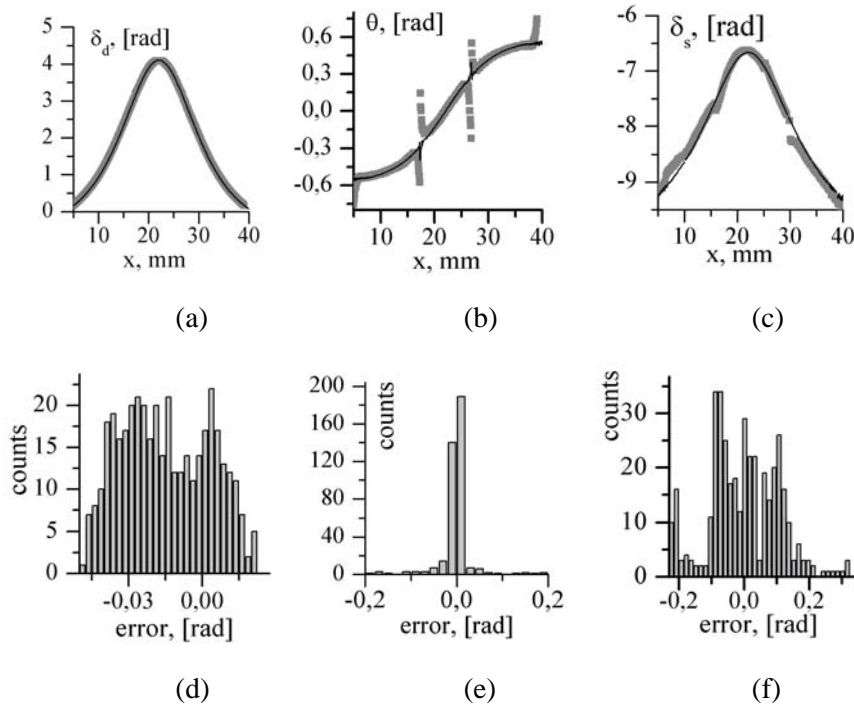 δd, [rad]
5
4
3
2
1
0
10 20 30 40
x, mm
(a)
θ, [rad]
0,6
0,3
0,0
-0,3
-0,6
10 20 30 40
x, mm
(b)
δs, [rad]
-6
-7
-8
-9
10 20 30 40
x, mm
(c)
counts
20
15
10
5
0
-0,03 0,00
error, [rad]
(d)
counts
200
160
120
80
40
0
-0,2 0,0 0,2
error, [rad]
(e)
counts
30
20
10
0
-0,2 0,0 0,2
error, [rad]
(f)